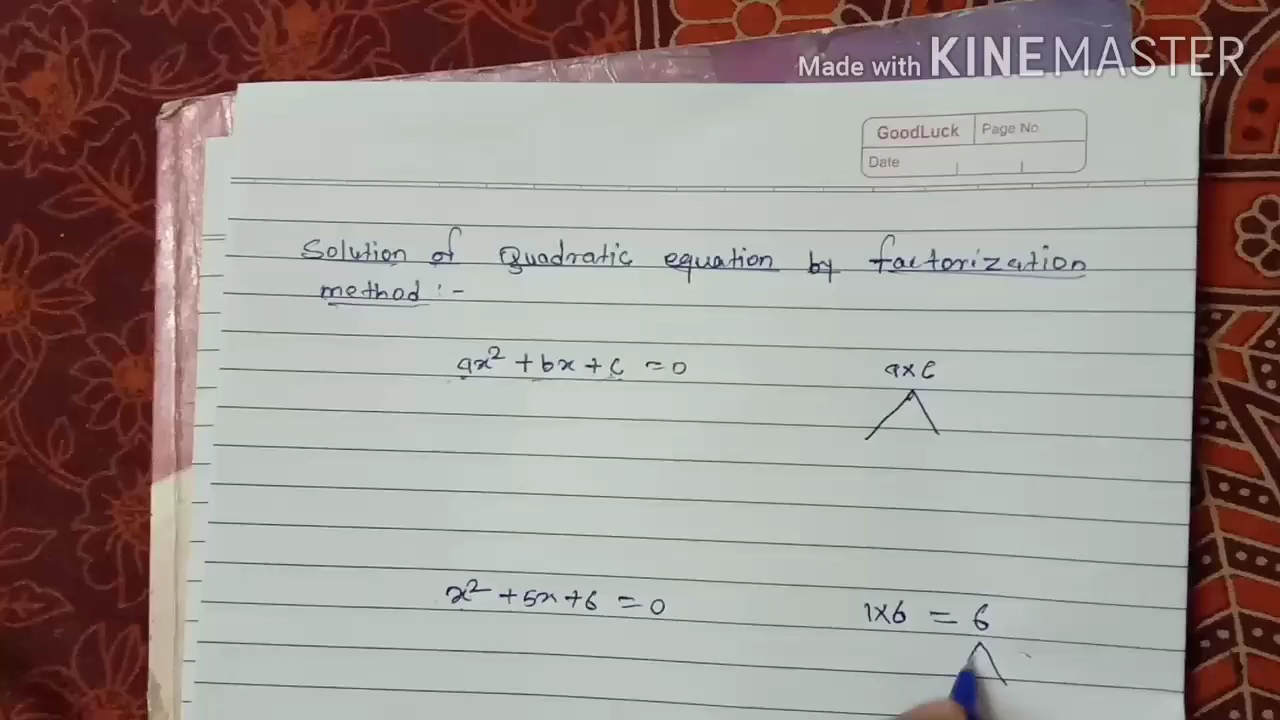 Made with KINEMASTER
GoodLuck Page No
Date
Solution of Quadratic equation by factorization
method :-
ax² + bx + c = 0 a×c
x² + 5x + 6 = 0 1×6 = 6